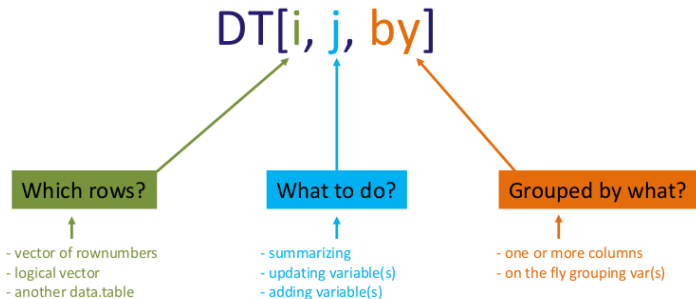 DT[i, j, by]
Which rows?
What to do?
Grouped by what?
- vector of rownumbers
- logical vector
- another data.table
- summarizing
- updating variable(s)
- adding variable(s)
- one or more columns
- on the fly grouping var(s)